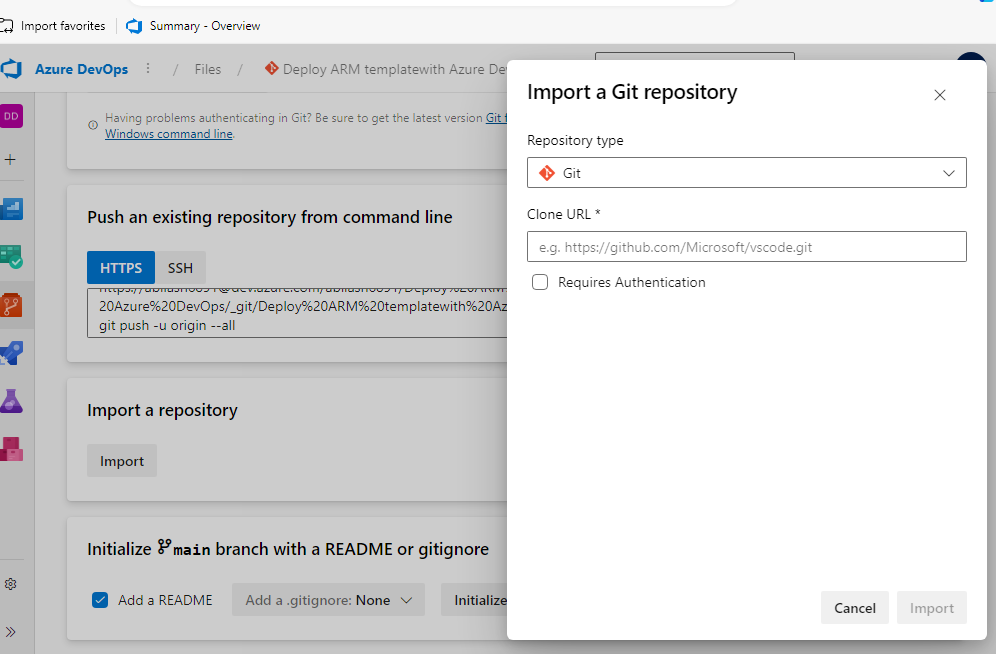 Import favorites
Summary - Overview
Azure DevOps
/
Files
/
Deploy ARM templatewith Azure De
DD
Having problems authenticating in Git? Be sure to get the latest version Git f
Windows command line.
Push an existing repository from command line
HTTPS
SSH
20Azure%20DevOps/_git/Deploy%20ARM%20templatewith%20Az
git push -u origin --all
Import a repository
Import
Initialize main branch with a README or gitignore
Add a README
Add a .gitignore: None
Initialize
Import a Git repository
Repository type
Git
Clone URL *
e.g. https://github.com/Microsoft/vscode.git
Requires Authentication
Cancel
Import